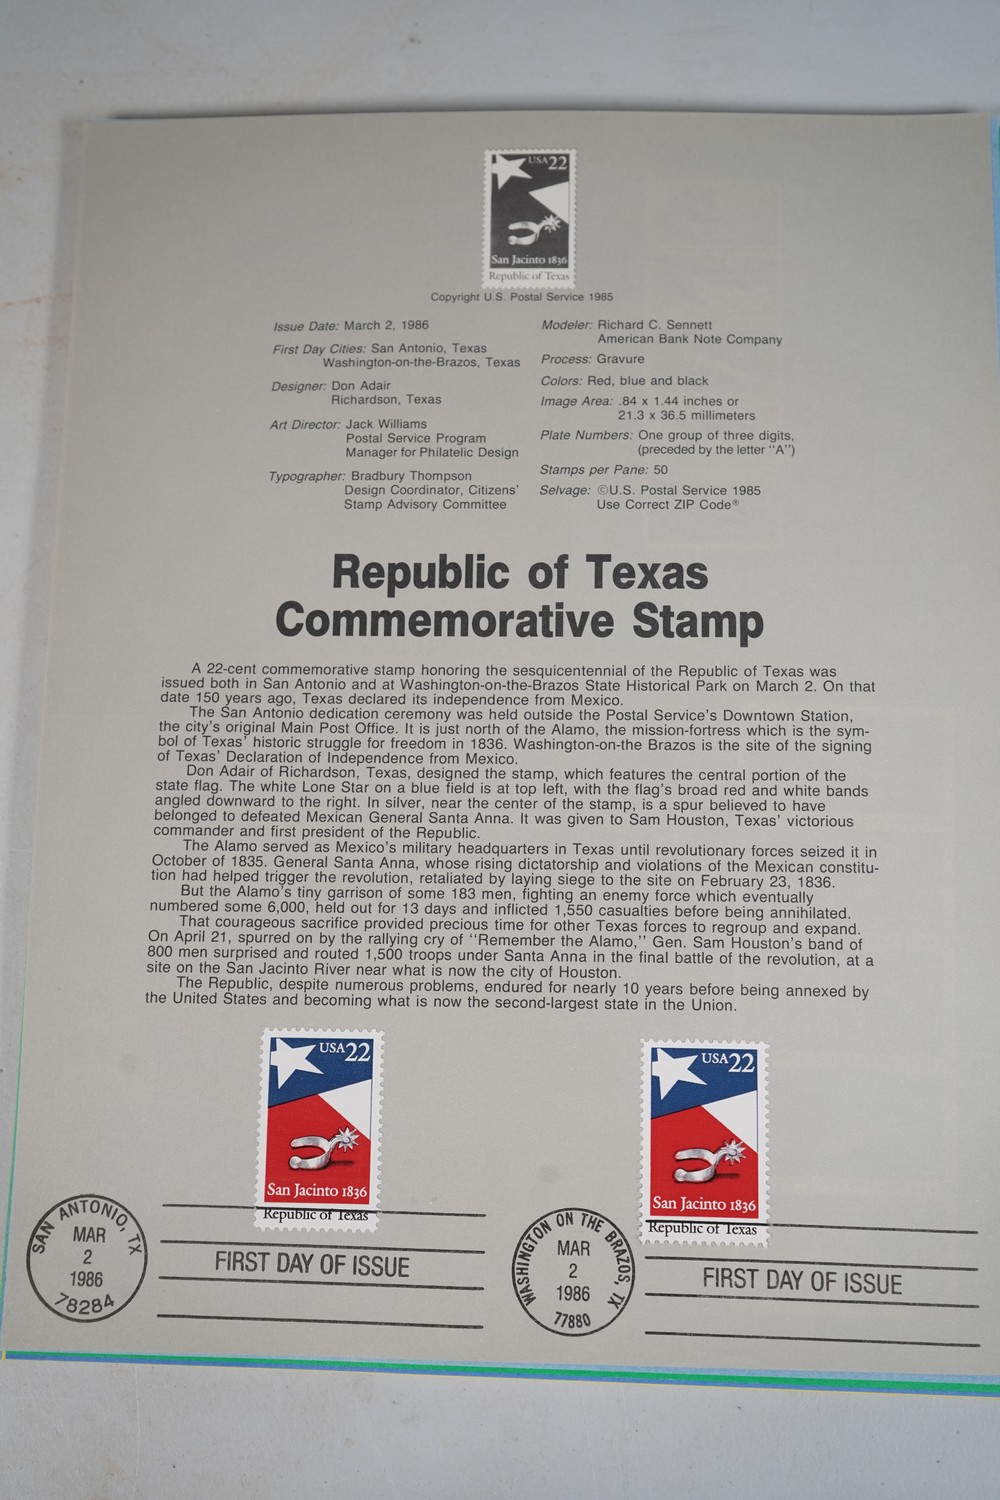 USA 22
San Jacinto 1836
Republic of Texas
Copyright U.S. Postal Service 1985
Issue Date: March 2, 1986
First Day Cities: San Antonio, Texas
Washington-on-the-Brazos, Texas
Designer: Don Adair
Richardson, Texas
Art Director: Jack Williams
Postal Service Program
Manager for Philatelic Design
Typographer: Bradbury Thompson
Design Coordinator, Citizens'
Stamp Advisory Committee
Modeler: Richard C. Sennett
American Bank Note Company
Process: Gravure
Colors: Red, blue and black
Image Area: .84 x 1.44 inches or
21.3 x 36.5 millimeters
Plate Numbers: One group of three digits,
(preceded by the letter "A")
Stamps per Pane: 50
Selvage: ©U.S. Postal Service 1985
Use Correct ZIP Code®
Republic of Texas
Commemorative Stamp
A 22-cent commemorative stamp honoring the sesquicentennial of the Republic of Texas was
issued both in San Antonio and at Washington-on-the-Brazos State Historical Park on March 2. On that
date 150 years ago, Texas declared its independence from Mexico.
The San Antonio dedication ceremony was held outside the Postal Service's Downtown Station,
the city's original Main Post Office. It is just north of the Alamo, the mission-fortress which is the sym-
bol of Texas' historic struggle for freedom in 1836. Washington-on-the Brazos is the site of the signing
of Texas' Declaration of Independence from Mexico.
Don Adair of Richardson, Texas, designed the stamp, which features the central portion of the
state flag. The white Lone Star on a blue field is at top left, with the flag's broad red and white bands
angled downward to the right. In silver, near the center of the stamp, is a spur believed to have
belonged to defeated Mexican General Santa Anna. It was given to Sam Houston, Texas' victorious
commander and first president of the Republic.
The Alamo served as Mexico's military headquarters in Texas until revolutionary forces seized it in
October of 1835. General Santa Anna, whose rising dictatorship and violations of the Mexican constitu-
tion had helped trigger the revolution, retaliated by laying siege to the site on February 23, 1836.
But the Alamo's tiny garrison of some 183 men, fighting an enemy force which eventually
numbered some 6,000, held out for 13 days and inflicted 1,550 casualties before being annihilated.
That courageous sacrifice provided precious time for other Texas forces to regroup and expand.
On April 21, spurred on by the rallying cry of "Remember the Alamo," Gen. Sam Houston's band of
800 men surprised and routed 1,500 troops under Santa Anna in the final battle of the revolution, at a
site on the San Jacinto River near what is now the city of Houston.
The Republic, despite numerous problems, endured for nearly 10 years before being annexed by
the United States and becoming what is now the second-largest state in the Union.
USA 22
San Jacinto 1836
Republic of Texas
USA 22
San Jacinto 1836
Republic of Texas
SAN ANTONIO, TX
MAR
2
1986
78284
FIRST DAY OF ISSUE
WASHINGTON ON THE BRAZOS, TX
MAR
2
1986
77880
FIRST DAY OF ISSUE